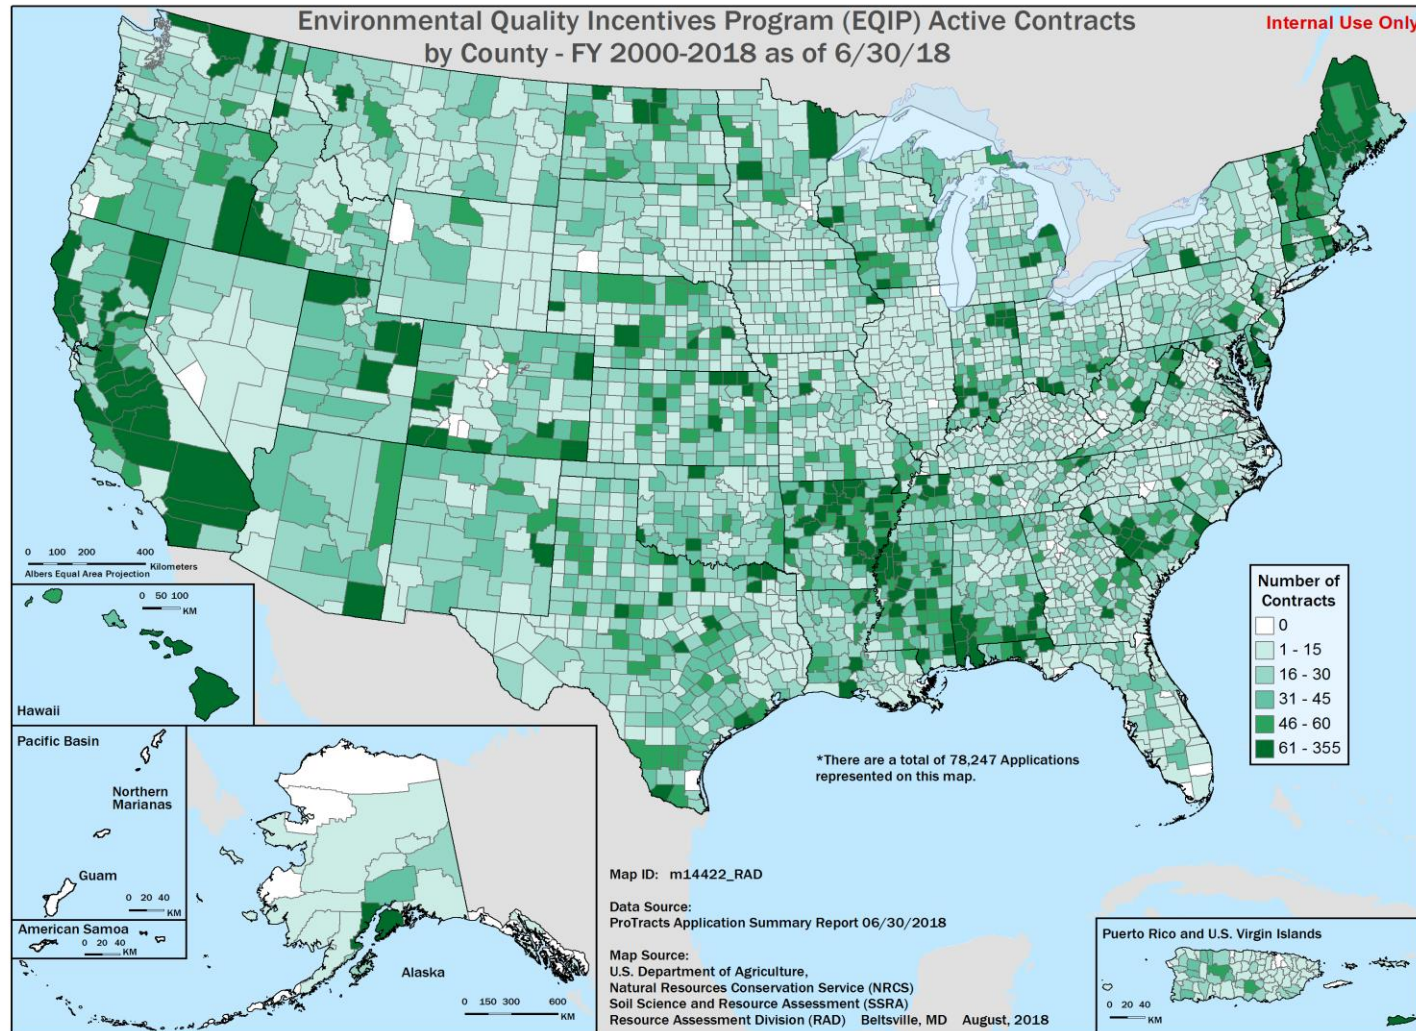 Environmental Quality Incentives Program (EQIP) Active Contracts
by County - FY 2000-2018 as of 6/30/18
Internal Use Only
0 100 200 400
Kilometers
Albers Equal Area Projection
0 50 100
KM
Hawaii
Pacific Basin
Northern
Marianas
Guam
0 20 40
KM
American Samoa
0 20 40
KM
Alaska
0 150 300 600
KM
Number of
Contracts
0
1 - 15
16 - 30
31 - 45
46 - 60
61 - 355
*There are a total of 78,247 Applications
represented on this map.
Map ID: m14422_RAD
Data Source:
ProTracts Application Summary Report 06/30/2018
Map Source:
U.S. Department of Agriculture,
Natural Resources Conservation Service (NRCS)
Soil Science and Resource Assessment (SSRA)
Resource Assessment Division (RAD) Beltsville, MD August, 2018
Puerto Rico and U.S. Virgin Islands
0 20 40
KM